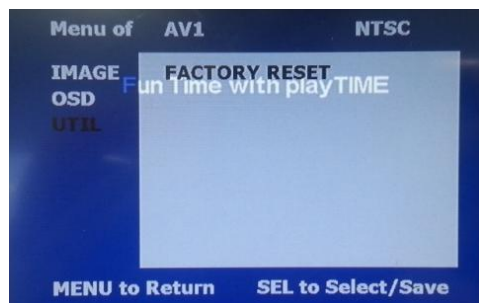 Menu of AV1 NTSC
IMAGE FACTORY RESET
Fun Time with playTIME
OSD
UTIL
MENU to Return SEL to Select/Save